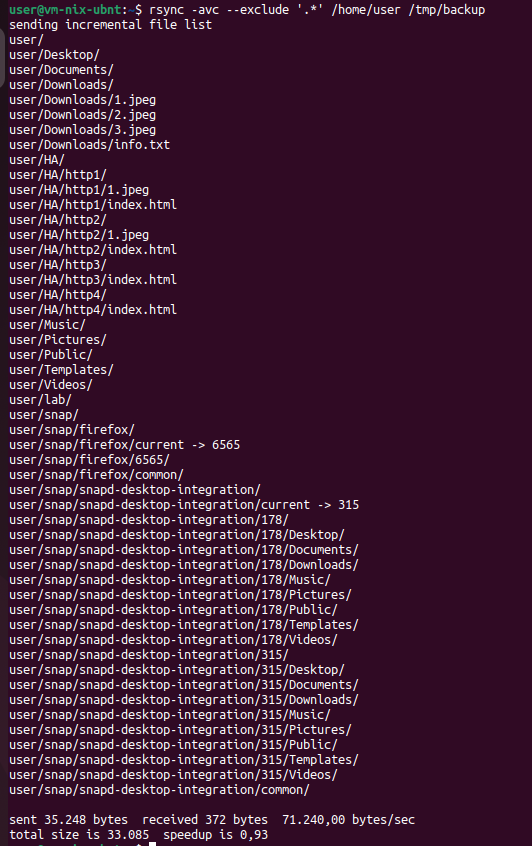 user@vm-nix-ubnt:~$ rsync -avc --exclude '.*' /home/user /tmp/backup
sending incremental file list
user/
user/Desktop/
user/Documents/
user/Downloads/
user/Downloads/1.jpeg
user/Downloads/2.jpeg
user/Downloads/3.jpeg
user/Downloads/info.txt
user/HA/
user/HA/http1/
user/HA/http1/1.jpeg
user/HA/http1/index.html
user/HA/http2/
user/HA/http2/1.jpeg
user/HA/http2/index.html
user/HA/http3/
user/HA/http3/index.html
user/HA/http4/
user/HA/http4/index.html
user/Music/
user/Pictures/
user/Public/
user/Templates/
user/Videos/
user/lab/
user/snap/
user/snap/firefox/
user/snap/firefox/current -> 6565
user/snap/firefox/6565/
user/snap/firefox/common/
user/snap/snapd-desktop-integration/
user/snap/snapd-desktop-integration/current -> 315
user/snap/snapd-desktop-integration/178/
user/snap/snapd-desktop-integration/178/Desktop/
user/snap/snapd-desktop-integration/178/Documents/
user/snap/snapd-desktop-integration/178/Downloads/
user/snap/snapd-desktop-integration/178/Music/
user/snap/snapd-desktop-integration/178/Pictures/
user/snap/snapd-desktop-integration/178/Public/
user/snap/snapd-desktop-integration/178/Templates/
user/snap/snapd-desktop-integration/178/Videos/
user/snap/snapd-desktop-integration/315/
user/snap/snapd-desktop-integration/315/Desktop/
user/snap/snapd-desktop-integration/315/Documents/
user/snap/snapd-desktop-integration/315/Downloads/
user/snap/snapd-desktop-integration/315/Music/
user/snap/snapd-desktop-integration/315/Pictures/
user/snap/snapd-desktop-integration/315/Public/
user/snap/snapd-desktop-integration/315/Templates/
user/snap/snapd-desktop-integration/315/Videos/
user/snap/snapd-desktop-integration/common/
sent 35.248 bytes  received 372 bytes  71.240,00 bytes/sec
total size is 33.085  speedup is 0,93